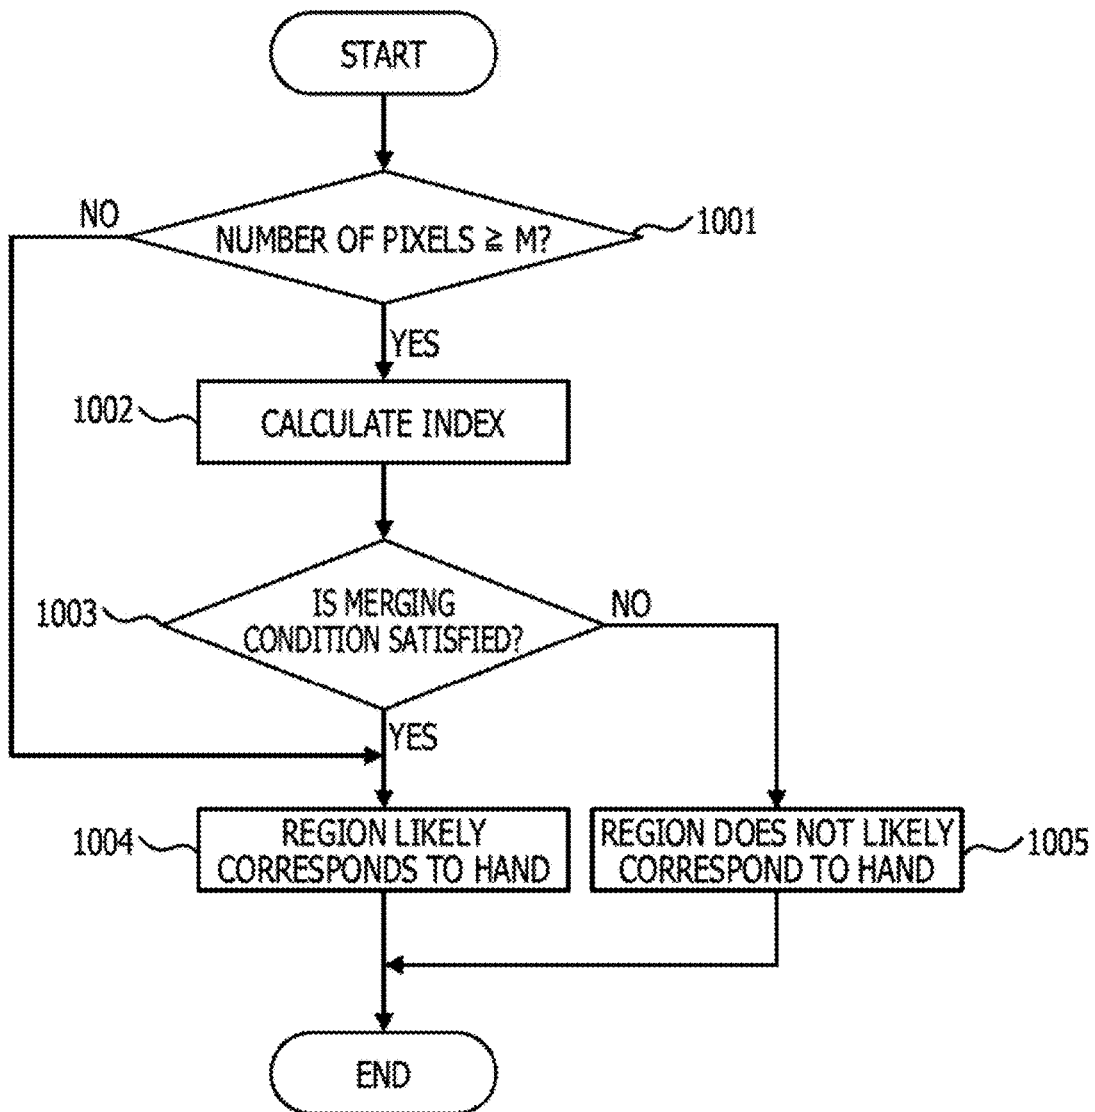 START
NO
NUMBER OF PIXELS ≧ M?
1001
YES
1002
CALCULATE INDEX
1003
IS MERGING
CONDITION SATISFIED?
NO
YES
1004
REGION LIKELY
CORRESPONDS TO HAND
REGION DOES NOT LIKELY
CORRESPOND TO HAND
1005
END